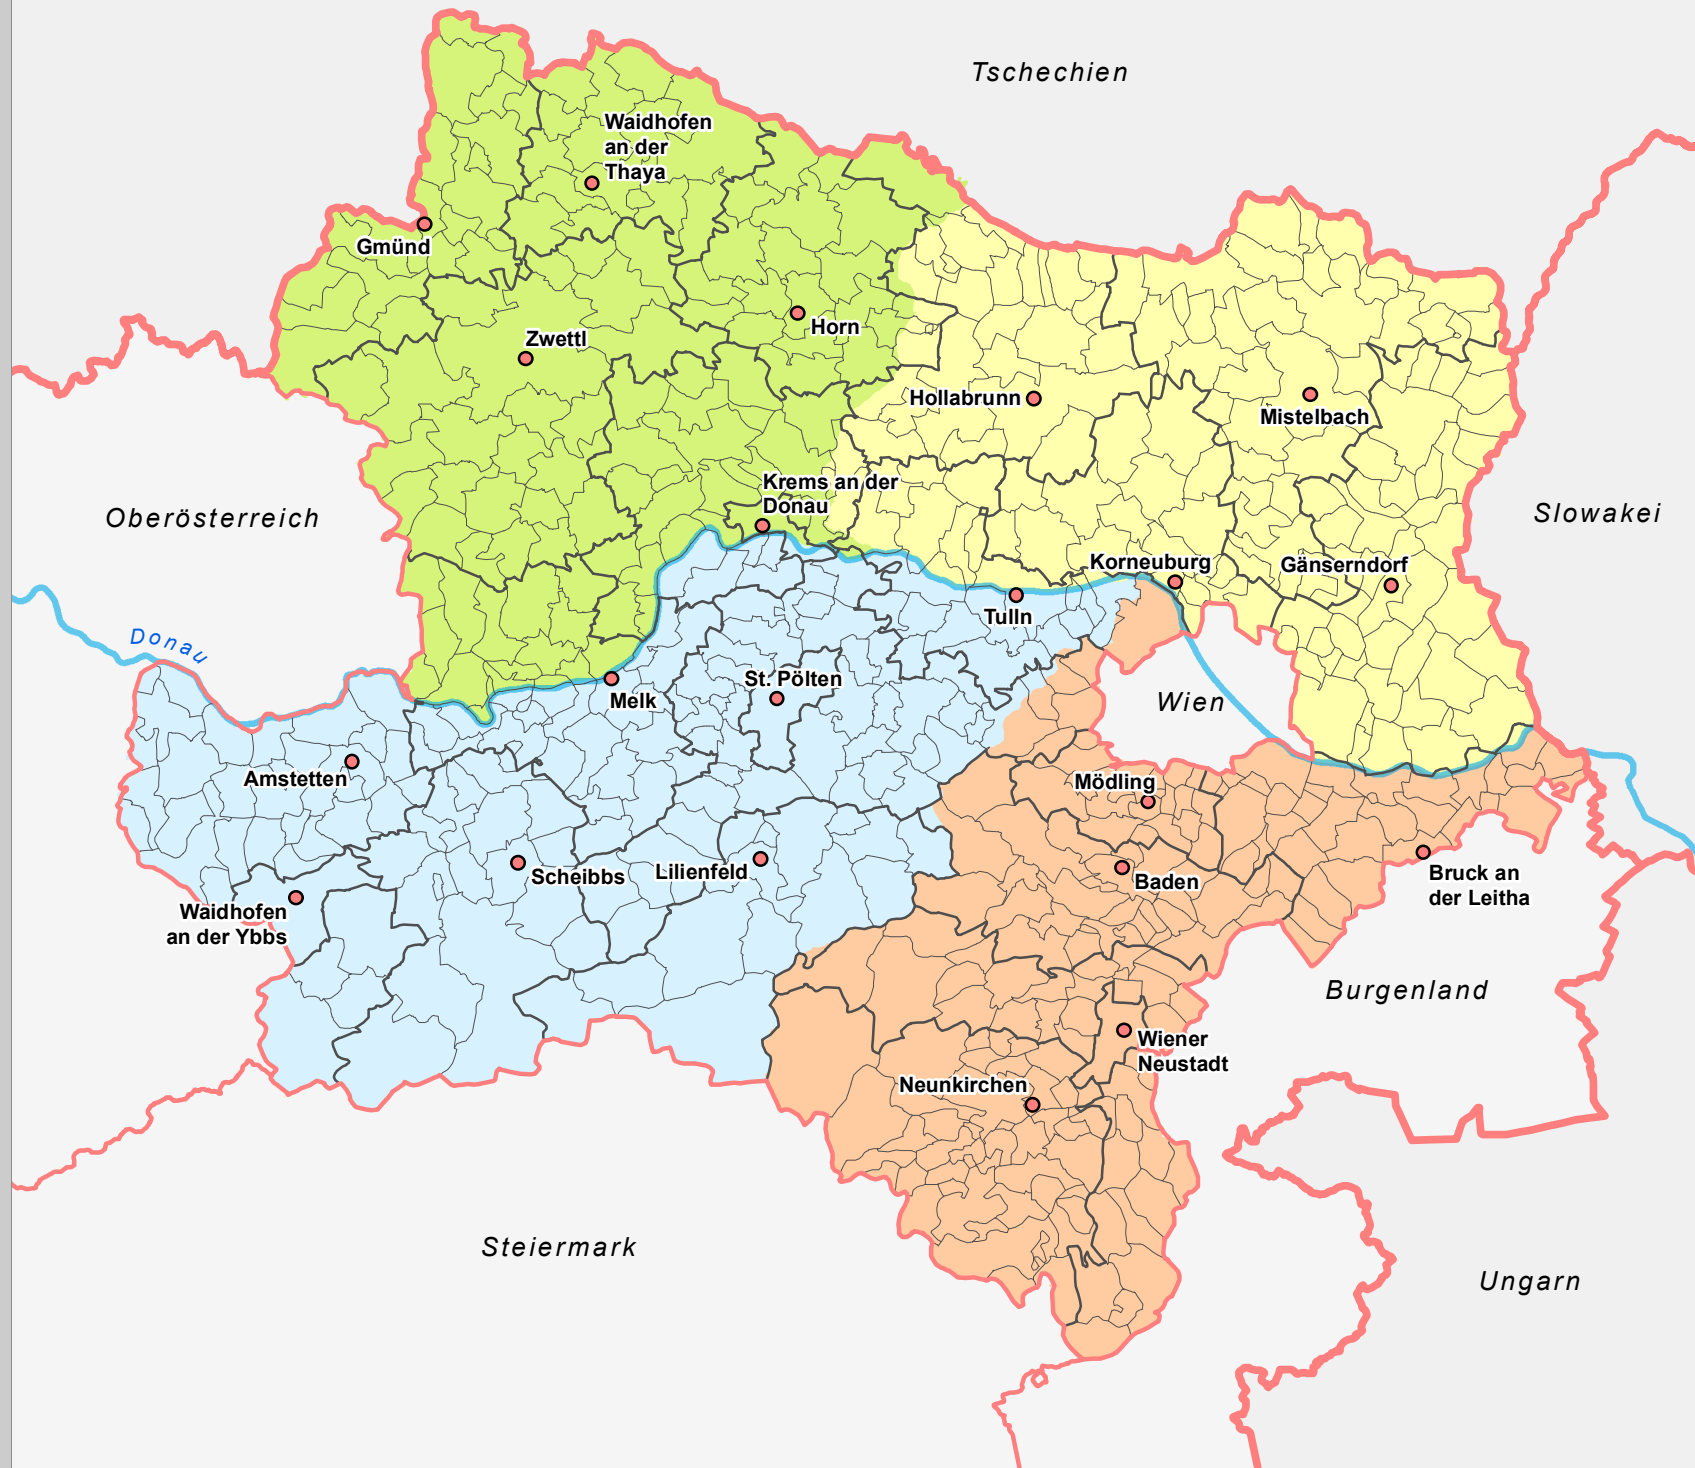 Tschechien
Waidhofen
an der
Thaya
Gmünd
Horn
Zwettl
Hollabrunn
Mistelbach
Krems an der
Donau
Oberösterreich
Slowakei
Korneuburg
Gänserndorf
Tulln
Donau
St. Pölten
Melk
Wien
Amstetten
Mödling
Scheibbs
Lilienfeld
Baden
Bruck an
der Leitha
Waidhofen
an der Ybbs
Burgenland
Wiener
Neustadt
Neunkirchen
Steiermark
Ungarn